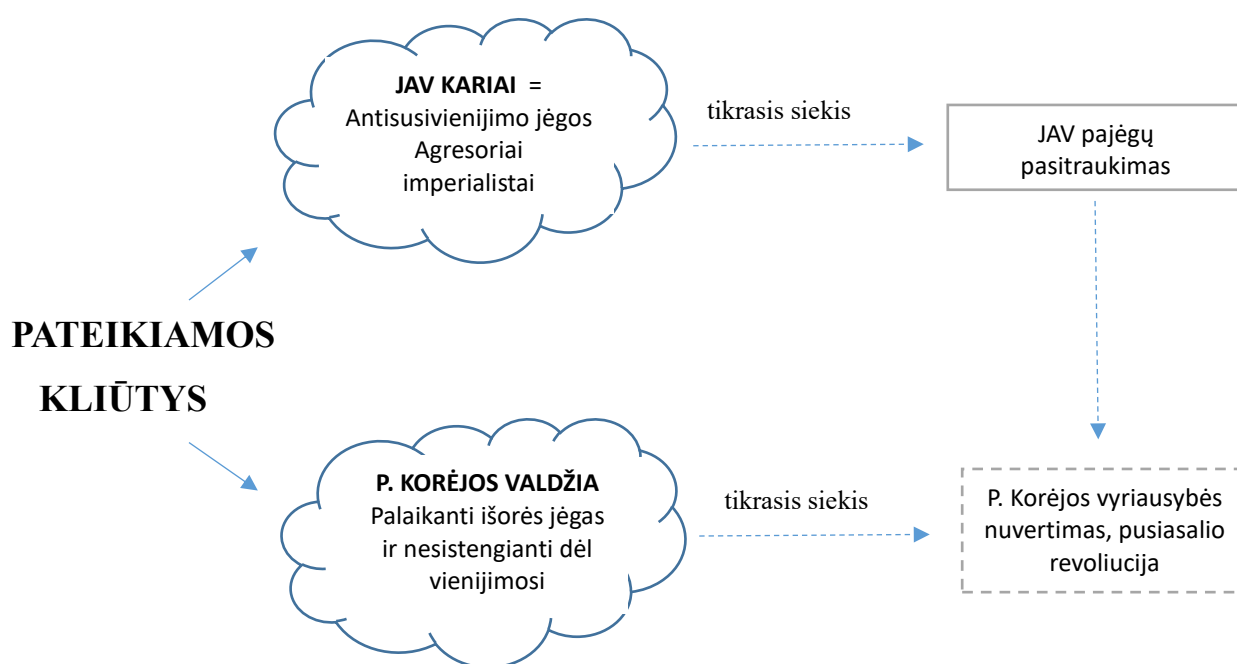 JAV KARIAI =
Antisusivienijimo jėgos
Agresoriai
imperialistai
tikrasis siekis
JAV pajėgų
pasitraukimas
PATEIKIAMOS
KLIŪTYS
P. KORĖJOS VALDŽIA
Palaikanti išorės jėgas
ir nesistengianti dėl
vienijimosi
tikrasis siekis
P. Korėjos vyriausybės
nuvertimas, pusiasalio
revoliucija